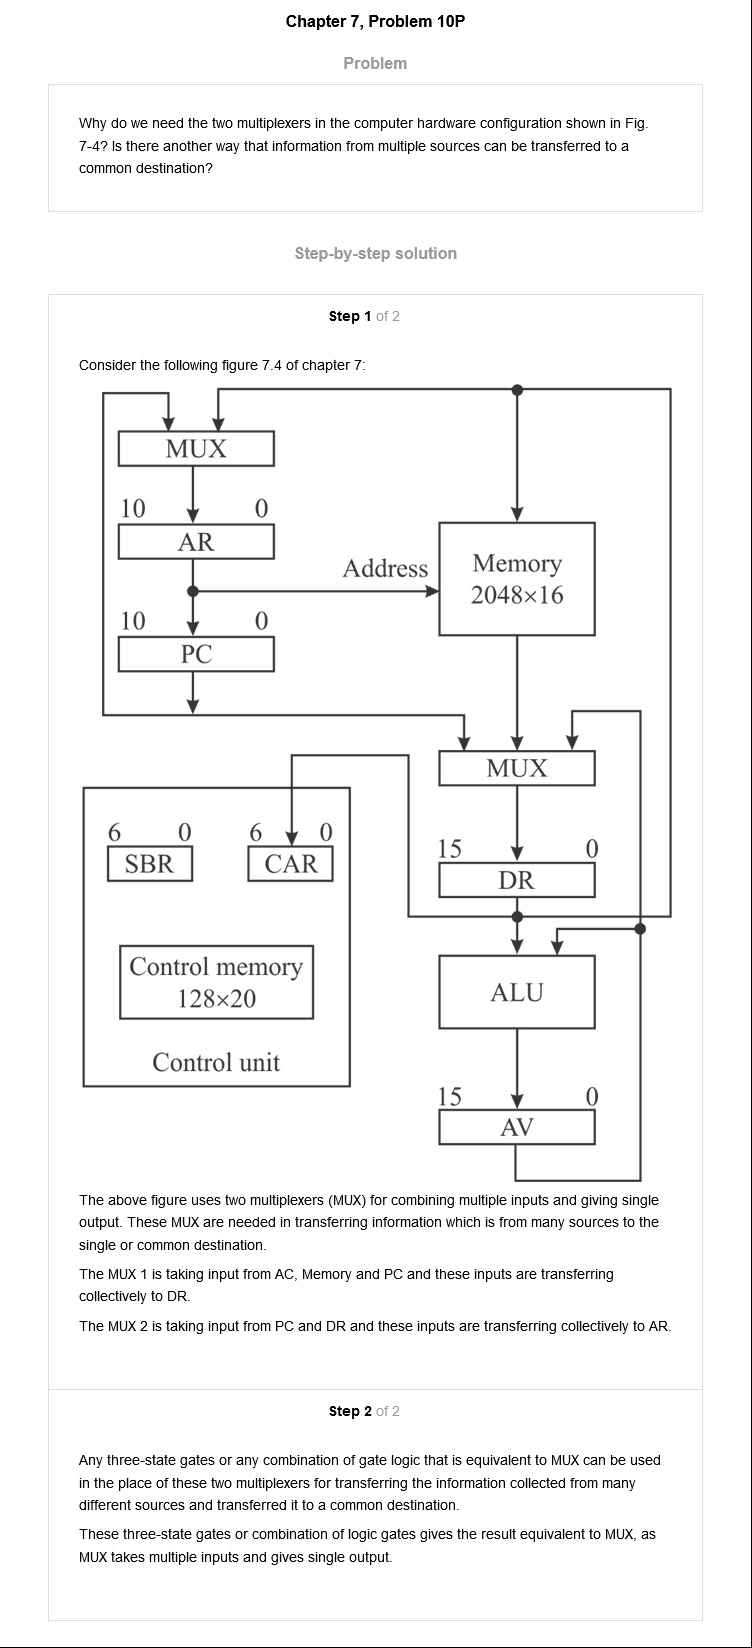 Chapter 7, Problem 10P
Problem
Why do we need the two multiplexers in the computer hardware configuration shown in Fig.
7-4? Is there another way that information from multiple sources can be transferred to a
common destination?
Step-by-step solution
Step 1 of 2
Consider the following figure 7.4 of chapter 7:
MUX
10 0
AR
Address
Memory
2048×16
10 0
PC
MUX
6 0
SBR
6 0
CAR
15 0
DR
Control memory
128×20
Control unit
ALU
15 0
AV
The above figure uses two multiplexers (MUX) for combining multiple inputs and giving single
output. These MUX are needed in transferring information which is from many sources to the
single or common destination.
The MUX 1 is taking input from AC, Memory and PC and these inputs are transferring
collectively to DR.
The MUX 2 is taking input from PC and DR and these inputs are transferring collectively to AR.
Step 2 of 2
Any three-state gates or any combination of gate logic that is equivalent to MUX can be used
in the place of these two multiplexers for transferring the information collected from many
different sources and transferred it to a common destination.
These three-state gates or combination of logic gates gives the result equivalent to MUX, as
MUX takes multiple inputs and gives single output.